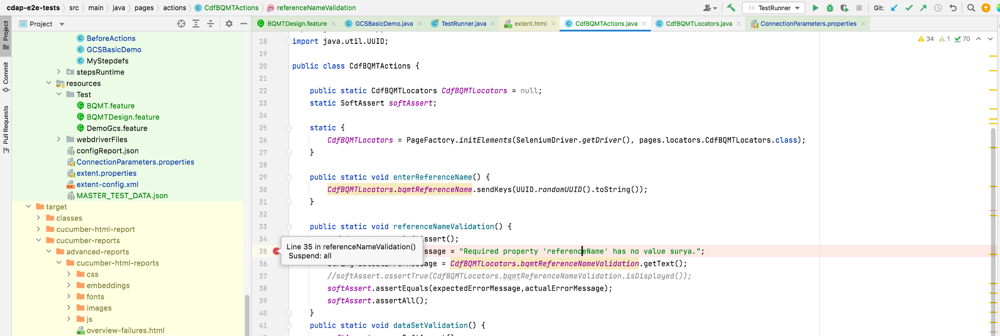 cdap-e2e-tests src main java pages actions CdfBQMTActions referenceNameValidation TestRunner Git:
Project
BQMTDesign.feature GCSBasicDemo.java TestRunner.java extent.html CdfBQMTActions.java CdfBQMTLocators.java ConnectionParameters.properties
Project
Commit
Pull Requests
BeforeActions
GCSBasicDemo
MyStepdefs
stepsRuntime
resources
Test
BQMT.feature
BQMTDesign.feature
DemoGcs.feature
webdriverFiles
configReport.json
ConnectionParameters.properties
extent.properties
extent-config.xml
MASTER_TEST_DATA.json
target
classes
cucumber-html-report
cucumber-reports
advanced-reports
cucumber-html-reports
css
embeddings
fonts
images
js
overview-failures.html
34 1 70
18 import java.util.UUID;
19
20 public class CdfBQMTActions {
21
22 public static CdfBQMTLocators CdfBQMTLocators = null;
23 static SoftAssert softAssert;
24
25 static {
26 CdfBQMTLocators = PageFactory.initElements(SeleniumDriver.getDriver(), pages.locators.CdfBQMTLocators.class);
27 }
28
29 public static void enterReferenceName() {
30 CdfBQMTLocators.bqmtReferenceName.sendKeys(UUID.randomUUID().toString());
31 }
32
33 public static void referenceNameValidation() {
34 ssert();
35 ssage = "Required property 'referenceName' has no value surya.";
36 = CdfBQMTLocators.bqmtReferenceNameValidation.getText();
37 //softAssert.assertTrue(CdfBQMTLocators.bqmtReferenceNameValidation.isDisplayed());
38 softAssert.assertEquals(expectedErrorMessage,actualErrorMessage);
39 softAssert.assertAll();
40 }
41 public static void dataSetValidation() {
Line 35 in referenceNameValidation()
Suspend: all